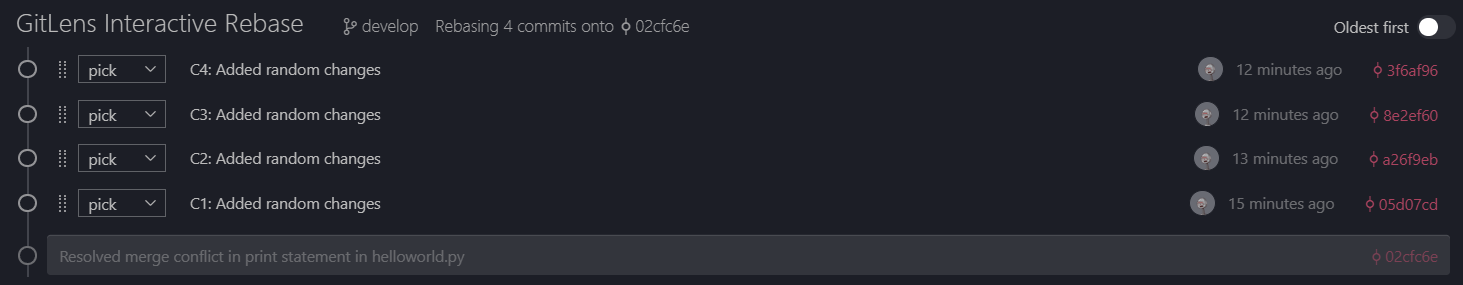 GitLens Interactive Rebase develop Rebasing 4 commits onto 02cfc6e Oldest first
pick C4: Added random changes 12 minutes ago 3f6af96
pick C3: Added random changes 12 minutes ago 8e2ef60
pick C2: Added random changes 13 minutes ago a26f9eb
pick C1: Added random changes 15 minutes ago 05d07cd
Resolved merge conflict in print statement in helloworld.py 02cfc6e